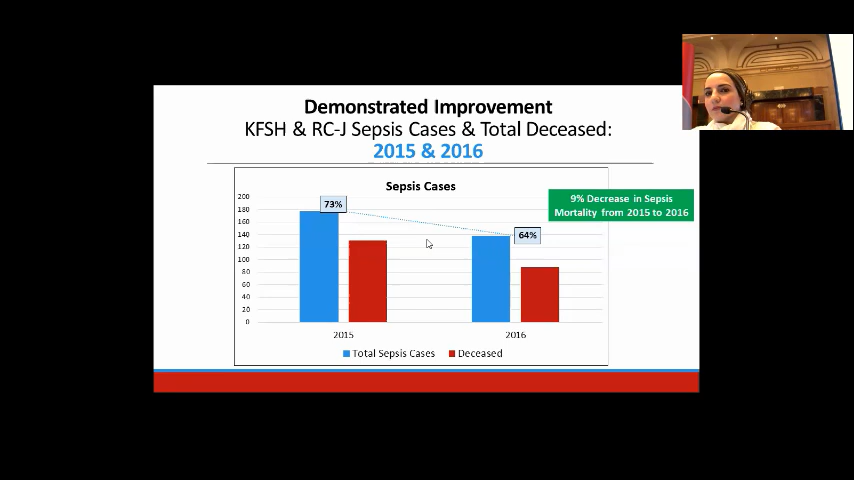 Demonstrated Improvement
KFSH & RC-J Sepsis Cases & Total Deceased:
2015 & 2016
Sepsis Cases
9% Decrease in Sepsis
Mortality from 2015 to 2016
200
180
160
140
120
100
80
60
40
20
0
73%
64%
2015
2016
Total Sepsis Cases
Deceased